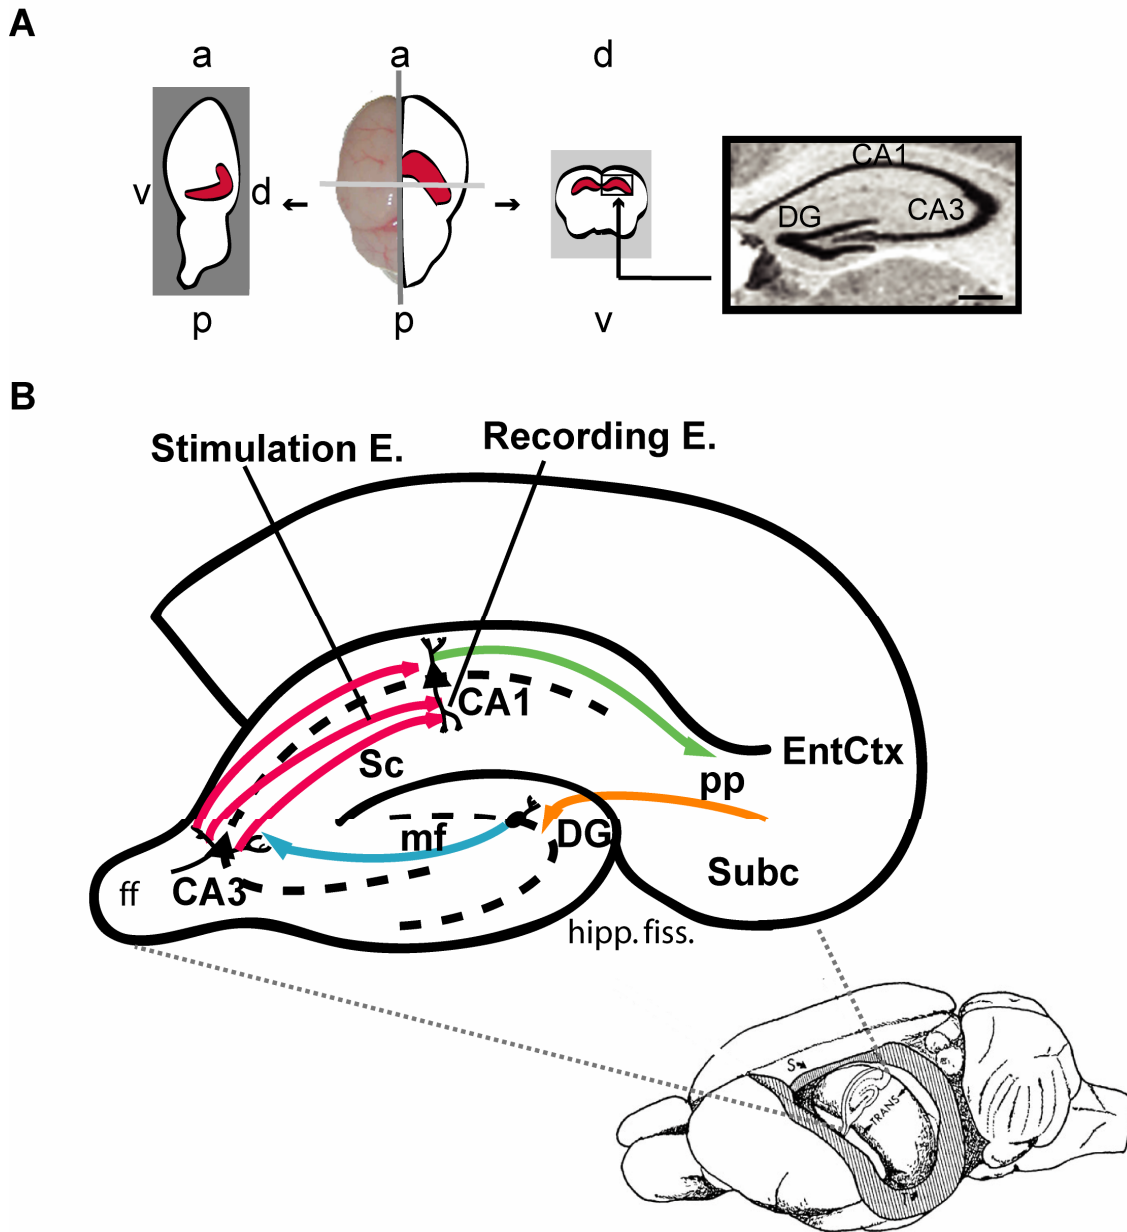 A
a
a
d
v
d
p
p
v
CA1
DG
CA3
B
Stimulation E.
Recording E.
CA1
Sc
EntCtx
pp
mf
DG
ff
CA3
Subc
hipp. fiss.
S
TRANS
T